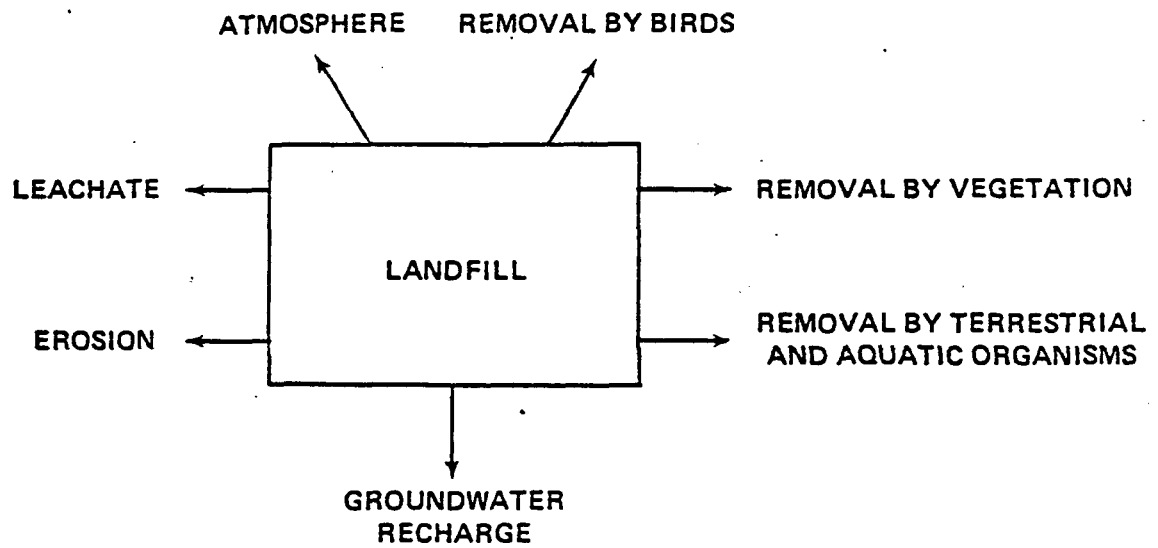 ATMOSPHERE
REMOVAL BY BIRDS
LEACHATE
REMOVAL BY VEGETATION
LANDFILL
EROSION
REMOVAL BY TERRESTRIAL
AND AQUATIC ORGANISMS
GROUNDWATER
RECHARGE